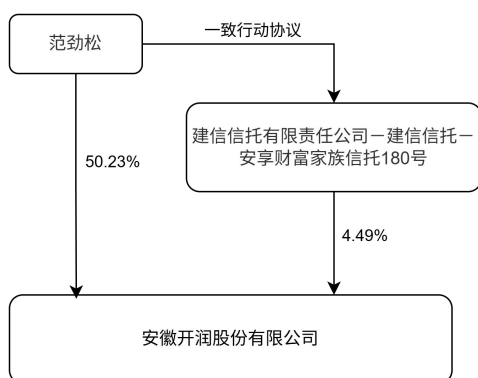 范劲松
一致行动协议
建信信托有限责任公司－建信信托－
安享财富家族信托180号
50.23%
4.49%
安徽开润股份有限公司